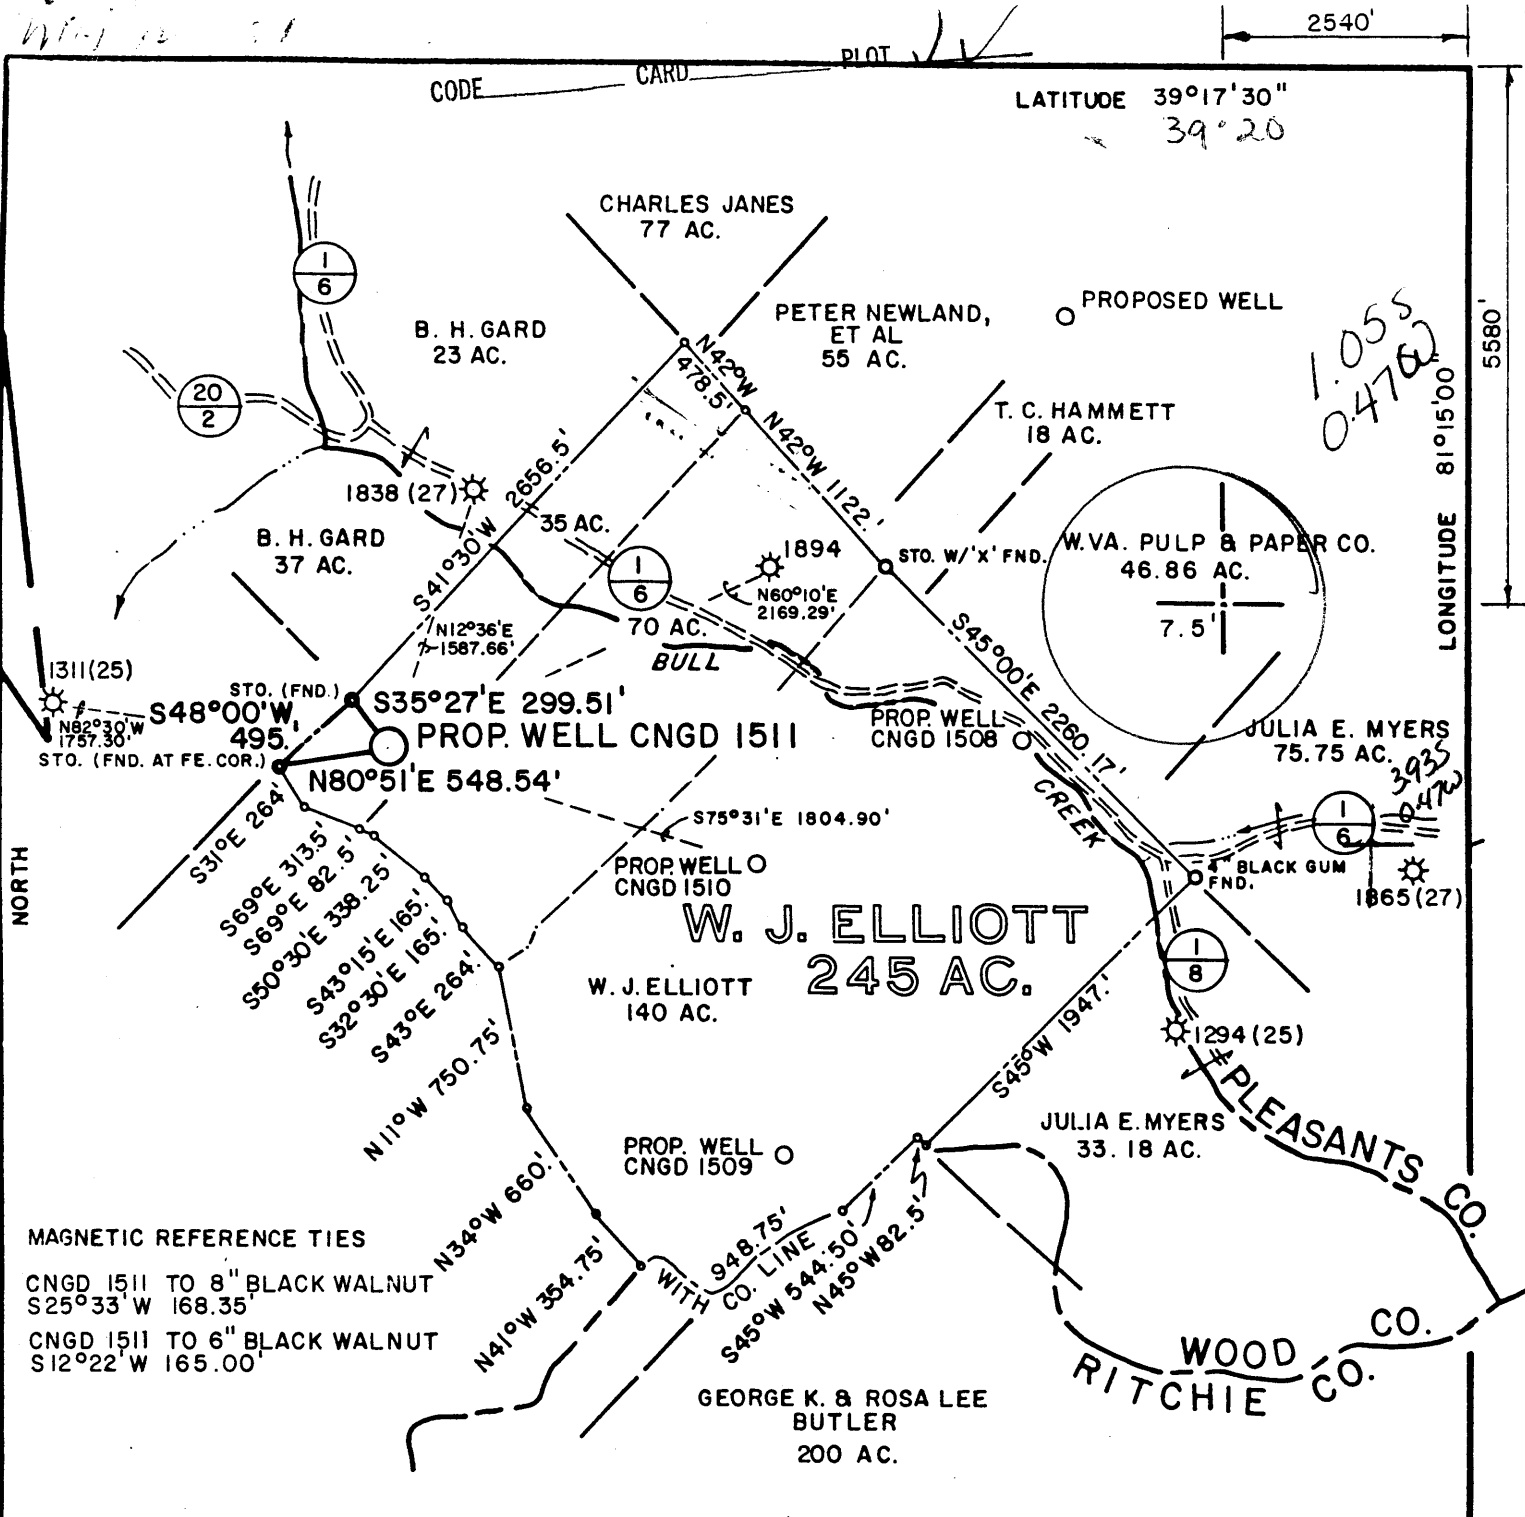 2540'
CODE CARD PLOT
LATITUDE 39°17'30"
39°20
CHARLES JANES
77 AC.
1
6
B. H. GARD
23 AC.
PETER NEWLAND,
ET AL
55 AC.
PROPOSED WELL
1.055
0.47W
5580'
LONGITUDE 81°15'00"
20
2
N42°W
478.5'
T. C. HAMMETT
18 AC.
N42°W 1122.'
1838 (27)
S41°30'W 2656.5'
35 AC.
B. H. GARD
37 AC.
1894
STO. W/'X' FND.
W.VA. PULP & PAPER CO.
46.86 AC.
7.5'
1
6
N60°10'E
2169.29'
70 AC.
N12°36'E
1587.66'
BULL
S45°00'E 2260.17'
1311(25)
N82°30'W
1757.30'
STO. (FND.)
S35°27'E 299.51'
S48°00'W
495.'
PROP. WELL CNGD 1511
STO. (FND. AT FE. COR.)
N80°51'E 548.54'
PROP. WELL
CNGD 1508
JULIA E. MYERS
75.75 AC.
3935
0.47W
CREEK
1
6
S31°E 264'
S75°31'E 1804.90'
NORTH
S69°E 313.5'
S69°E 82.5'
S50°30'E 338.25'
S43°15'E 165.'
S32°30'E 165.'
S43°E 264.'
PROP. WELL
CNGD 1510
4" BLACK GUM
FND.
1865(27)
W. J. ELLIOTT
245 AC.
1
8
W. J. ELLIOTT
140 AC.
S45°W 1947.'
1294(25)
N11°W 750.75'
PLEASANTS CO.
JULIA E. MYERS
33.18 AC.
PROP. WELL
CNGD 1509
N34°W 660.'
948.75'
WITH CO. LINE
S45°W 544.50'
N45°W 82.5'
N41°W 354.75'
MAGNETIC REFERENCE TIES
CNGD 1511 TO 8" BLACK WALNUT
S25°33'W 168.35'
CNGD 1511 TO 6" BLACK WALNUT
S12°22'W 165.00'
WOOD CO.
RITCHIE CO.
GEORGE K. & ROSA LEE
BUTLER
200 AC.